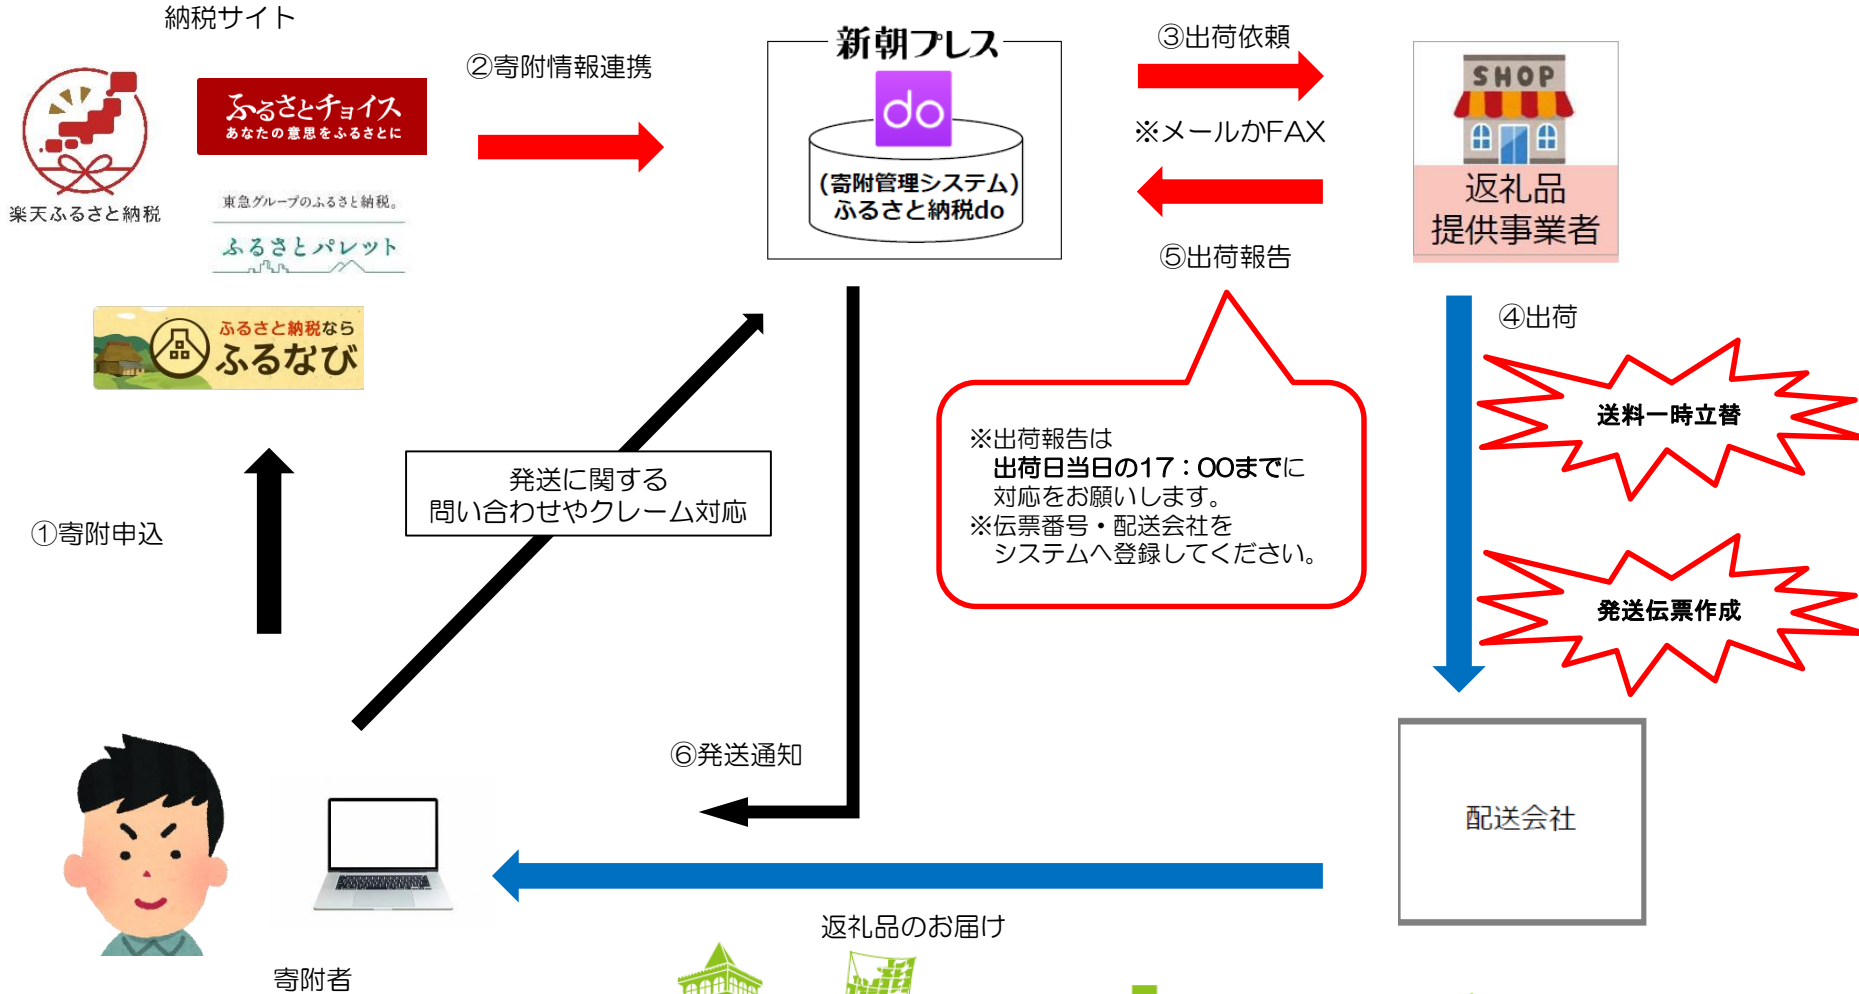 納税サイト
楽天ふるさと納税
ふるさとチョイス
あなたの意思をふるさとに
東急グループのふるさと納税。
ふるさとパレット
ふるさと納税なら
ふるなび
②寄附情報連携
新朝プレス
do
(寄附管理システム)
ふるさと納税do
③出荷依頼
※メールかFAX
⑤出荷報告
SHOP
返礼品
提供事業者
④出荷
送料一時立替
発送伝票作成
※出荷報告は
出荷日当日の17：00までに
対応をお願いします。
※伝票番号・配送会社を
システムへ登録してください。
発送に関する
問い合わせやクレーム対応
①寄附申込
⑥発送通知
配送会社
返礼品のお届け
寄附者